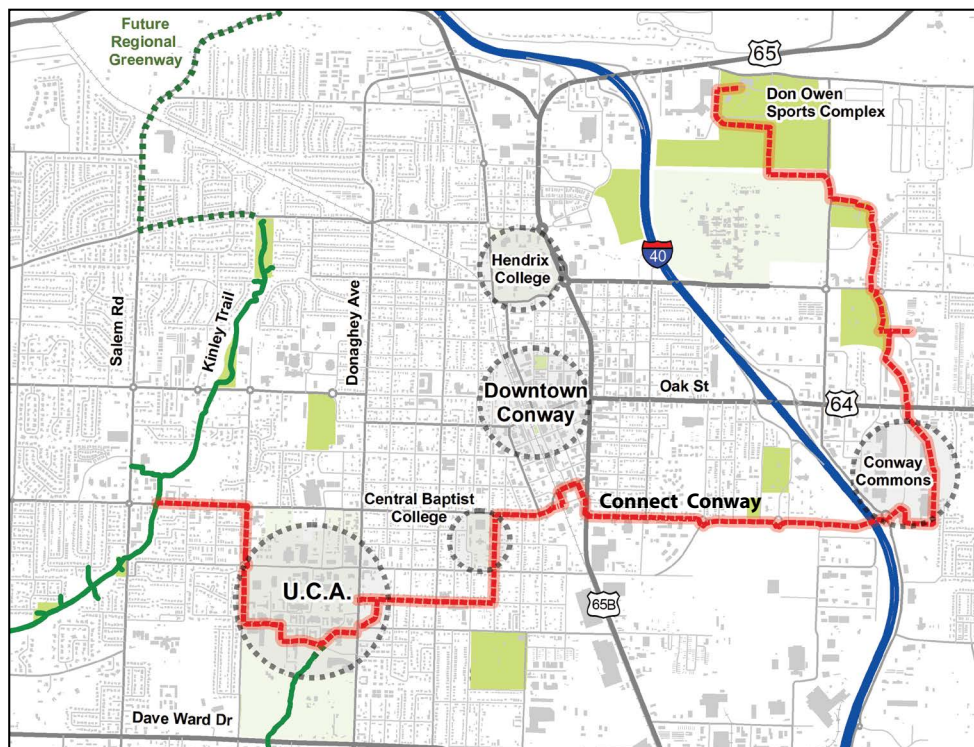 Future
Regional
Greenway
65
Don Owen
Sports Complex
Hendrix
College
40
Salem Rd
Kinley Trail
Donaghey Ave
Downtown
Conway
Oak St
64
Conway
Commons
Central Baptist
College
Connect Conway
U.C.A.
65B
Dave Ward Dr